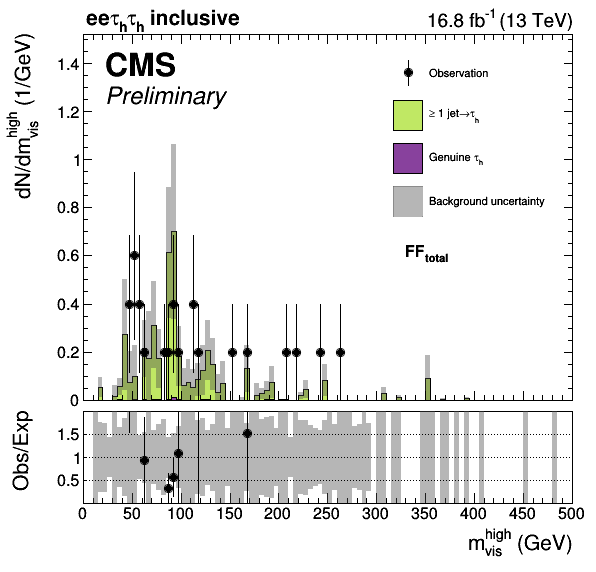 eeτhτh inclusive
16.8 fb-1 (13 TeV)
CMS
Preliminary
Observation
≥ 1 jet→τh
Genuine τh
Background uncertainty
FFtotal
dN/dmvishigh (1/GeV)
1.4
1.2
1
0.8
0.6
0.4
0.2
0
Obs/Exp
1.5
1
0.5
0 50 100 150 200 250 300 350 400 450 500
mvishigh (GeV)